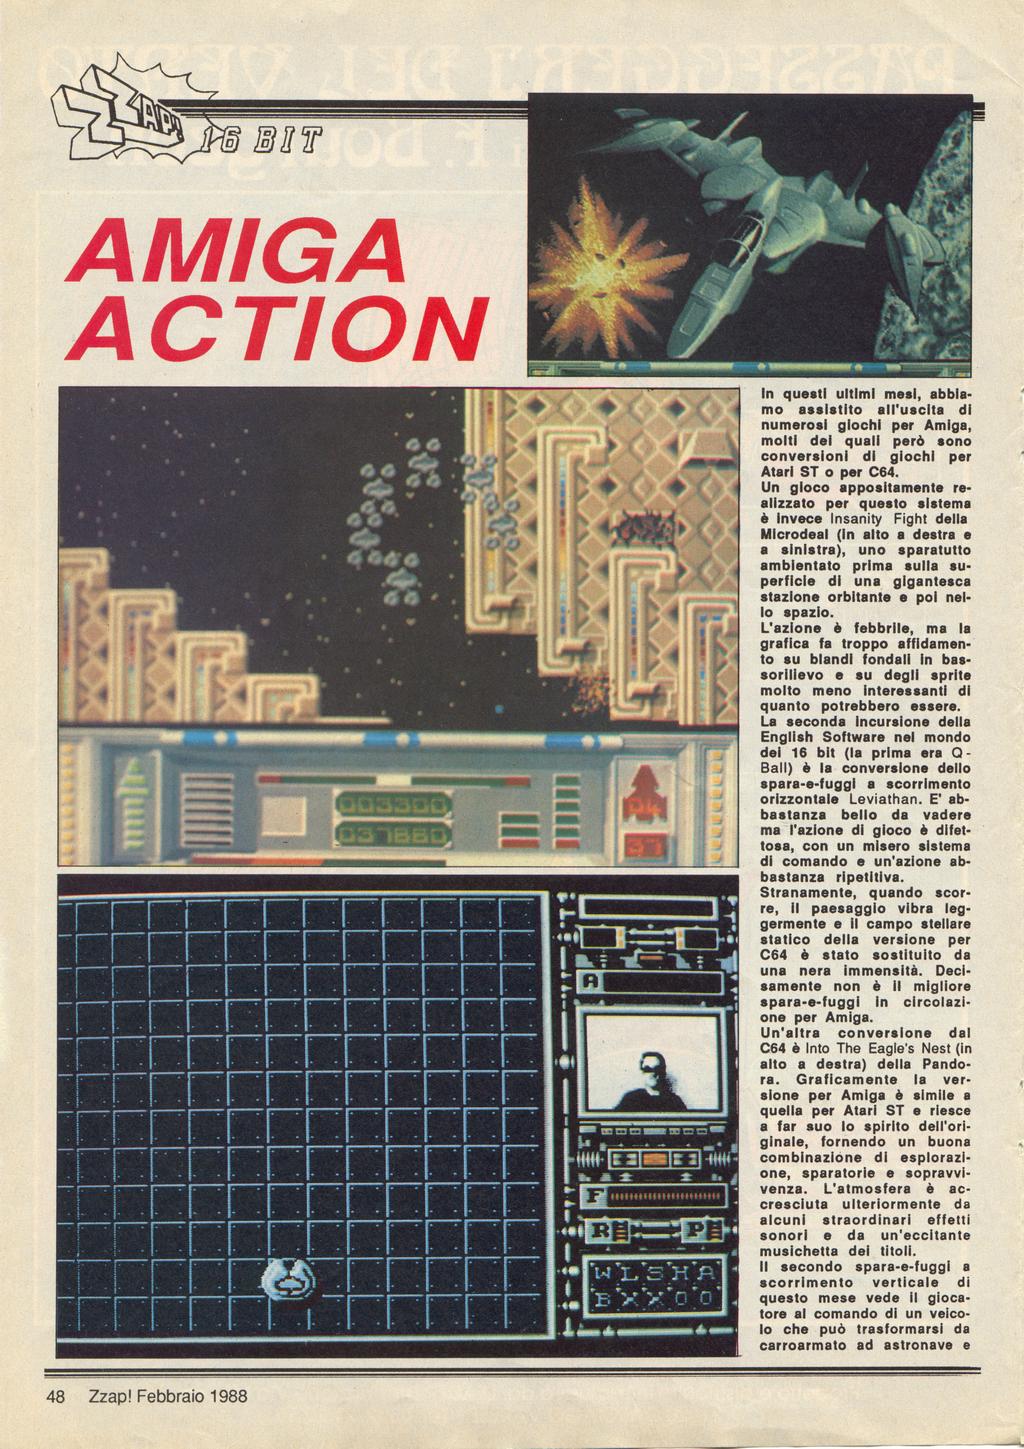 ZZAP!
16 BIT
AMIGA
ACTION
003300
037880
04
37
A
F
R P
WLSHA
BXXOO
In questi ultimi mesi, abbia-
mo assistito all'uscita di
numerosi giochi per Amiga,
molti dei quali però sono
conversioni di giochi per
Atari ST o per C64.
Un gioco appositamente re-
alizzato per questo sistema
è invece Insanity Fight della
Microdeal (in alto a destra e
a sinistra), uno sparatutto
ambientato prima sulla su-
perficie di una gigantesca
stazione orbitante e poi nel-
lo spazio.
L'azione è febbrile, ma la
grafica fa troppo affidamen-
to su blandi fondali in bas-
sorilievo e su degli sprite
molto meno interessanti di
quanto potrebbero essere.
La seconda incursione della
English Software nel mondo
dei 16 bit (la prima era Q-
Ball) è la conversione dello
spara-e-fuggi a scorrimento
orizzontale Leviathan. E' ab-
bastanza bello da vadere
ma l'azione di gioco è difet-
tosa, con un misero sistema
di comando e un'azione ab-
bastanza ripetitiva.
Stranamente, quando scor-
re, il paesaggio vibra leg-
germente e il campo stellare
statico della versione per
C64 è stato sostituito da
una nera immensità. Deci-
samente non è il migliore
spara-e-fuggi in circolazi-
one per Amiga.
Un'altra conversione dal
C64 è Into The Eagle's Nest (in
alto a destra) della Pando-
ra. Graficamente la ver-
sione per Amiga è simile a
quella per Atari ST e riesce
a far suo lo spirito dell'ori-
ginale, fornendo un buona
combinazione di esplorazi-
one, sparatorie e sopravvi-
venza. L'atmosfera è ac-
cresciuta ulteriormente da
alcuni straordinari effetti
sonori e da un'eccitante
musichetta dei titoli.
Il secondo spara-e-fuggi a
scorrimento verticale di
questo mese vede il gioca-
tore al comando di un veico-
lo che può trasformarsi da
carroarmato ad astronave e
48 Zzap! Febbraio 1988